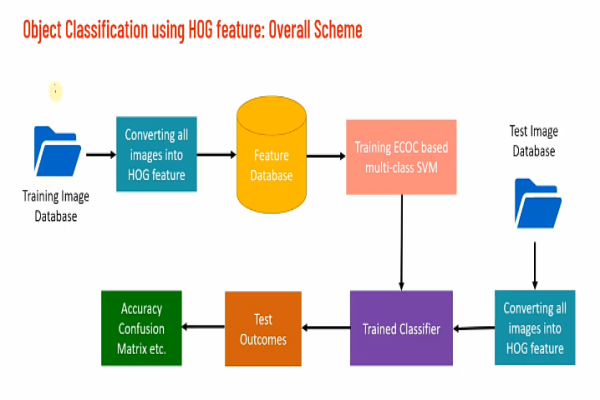 Object Classification using HOG feature: Overall Scheme
Converting all
images into
HOG feature
Feature
Database
Training ECOC based
multi-class SVM
Test Image
Database
Training Image
Database
Accuracy
Confusion
Matrix etc.
Test
Outcomes
Trained Classifier
Converting all
images into
HOG feature